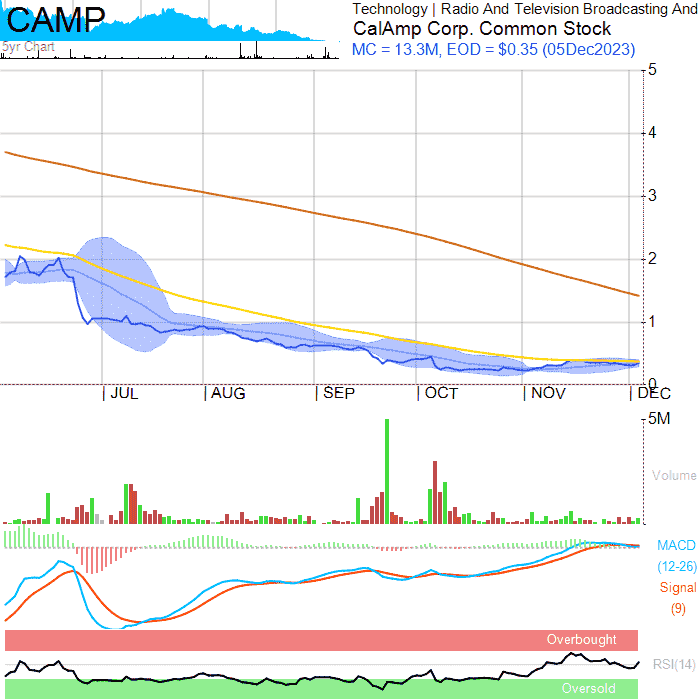 CAMP
5yr Chart
Technology | Radio And Television Broadcasting And
CalAmp Corp. Common Stock
MC = 13.3M, EOD = $0.35 (05Dec2023)
5
4
3
2
1
0
| JUL | AUG | SEP | OCT | NOV | DEC
5M
Volume
MACD
(12-26)
Signal
(9)
Overbought
RSI(14)
Oversold